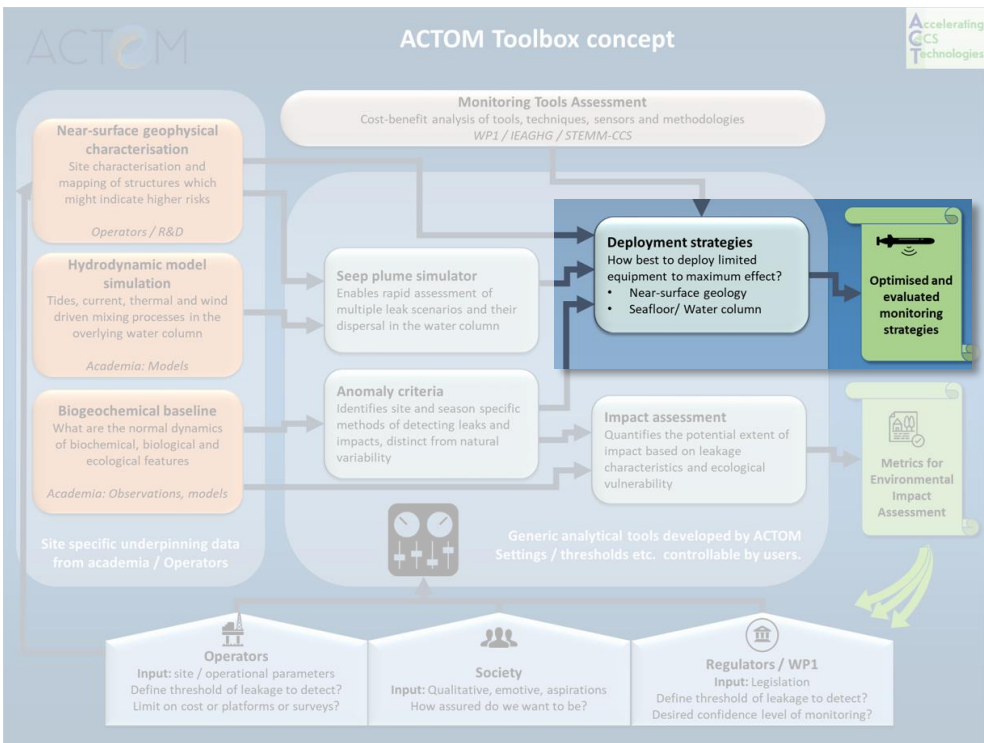 ACTOM
ACTOM Toolbox concept
Accelerating
CCS
Technologies
Monitoring Tools Assessment
Cost-benefit analysis of tools, techniques, sensors and methodologies
WP1 / IEAGHG / STEMM-CCS
Near-surface geophysical
characterisation
Site characterisation and
mapping of structures which
might indicate higher risks
Operators / R&D
Hydrodynamic model
simulation
Tides, current, thermal and wind
driven mixing processes in the
overlying water column
Academia: Models
Biogeochemical baseline
What are the normal dynamics
of biochemical, biological and
ecological features
Academia: Observations, models
Site specific underpinning data
from academia / Operators
Seep plume simulator
Enables rapid assessment of
multiple leak scenarios and their
dispersal in the water column
Anomaly criteria
Identifies site and season specific
methods of detecting leaks and
impacts, distinct from natural
variability
Deployment strategies
How best to deploy limited
equipment to maximum effect?
• Near-surface geology
• Seafloor/ Water column
Impact assessment
Quantifies the potential extent of
impact based on leakage
characteristics and ecological
vulnerability
Optimised and
evaluated
monitoring
strategies
Metrics for
Environmental
Impact
Assessment
Generic analytical tools developed by ACTOM
Settings / thresholds etc. controllable by users.
Operators
Input: site / operational parameters
Define threshold of leakage to detect?
Limit on cost or platforms or surveys?
Society
Input: Qualitative, emotive, aspirations
How assured do we want to be?
Regulators / WP1
Input: Legislation
Define threshold of leakage to detect?
Desired confidence level of monitoring?